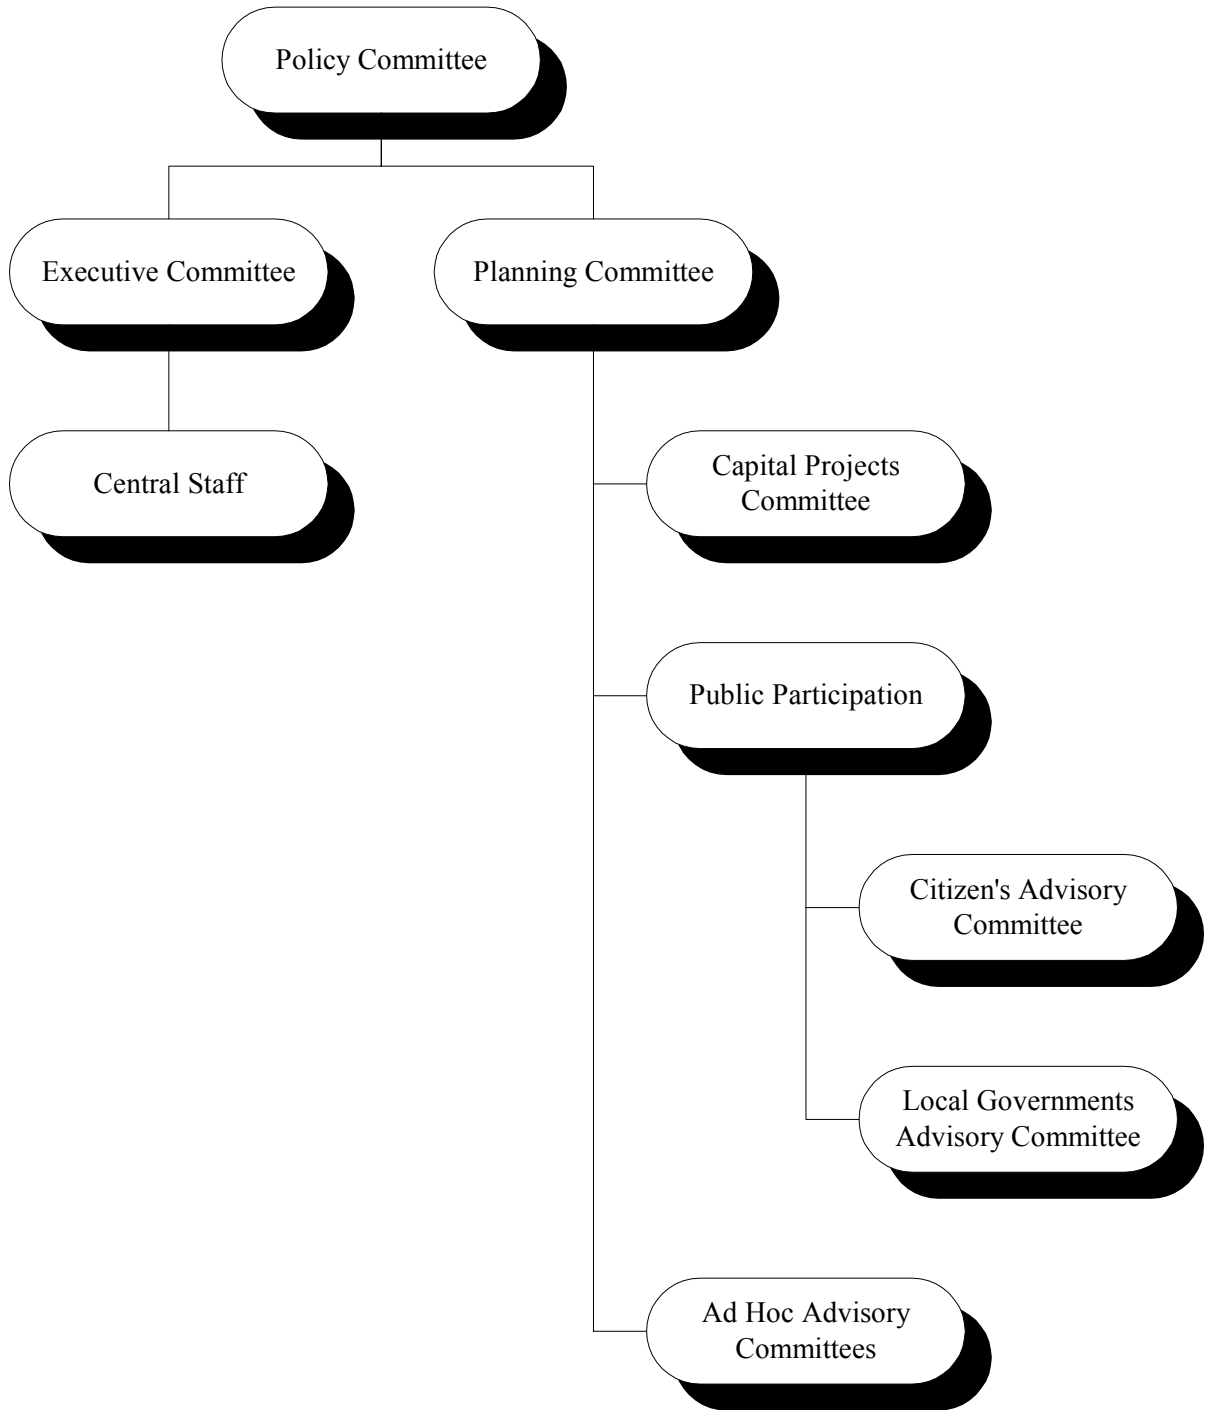 Policy Committee
Executive Committee
Planning Committee
Central Staff
Capital Projects
Committee
Public Participation
Citizen's Advisory
Committee
Local Governments
Advisory Committee
Ad Hoc Advisory
Committees